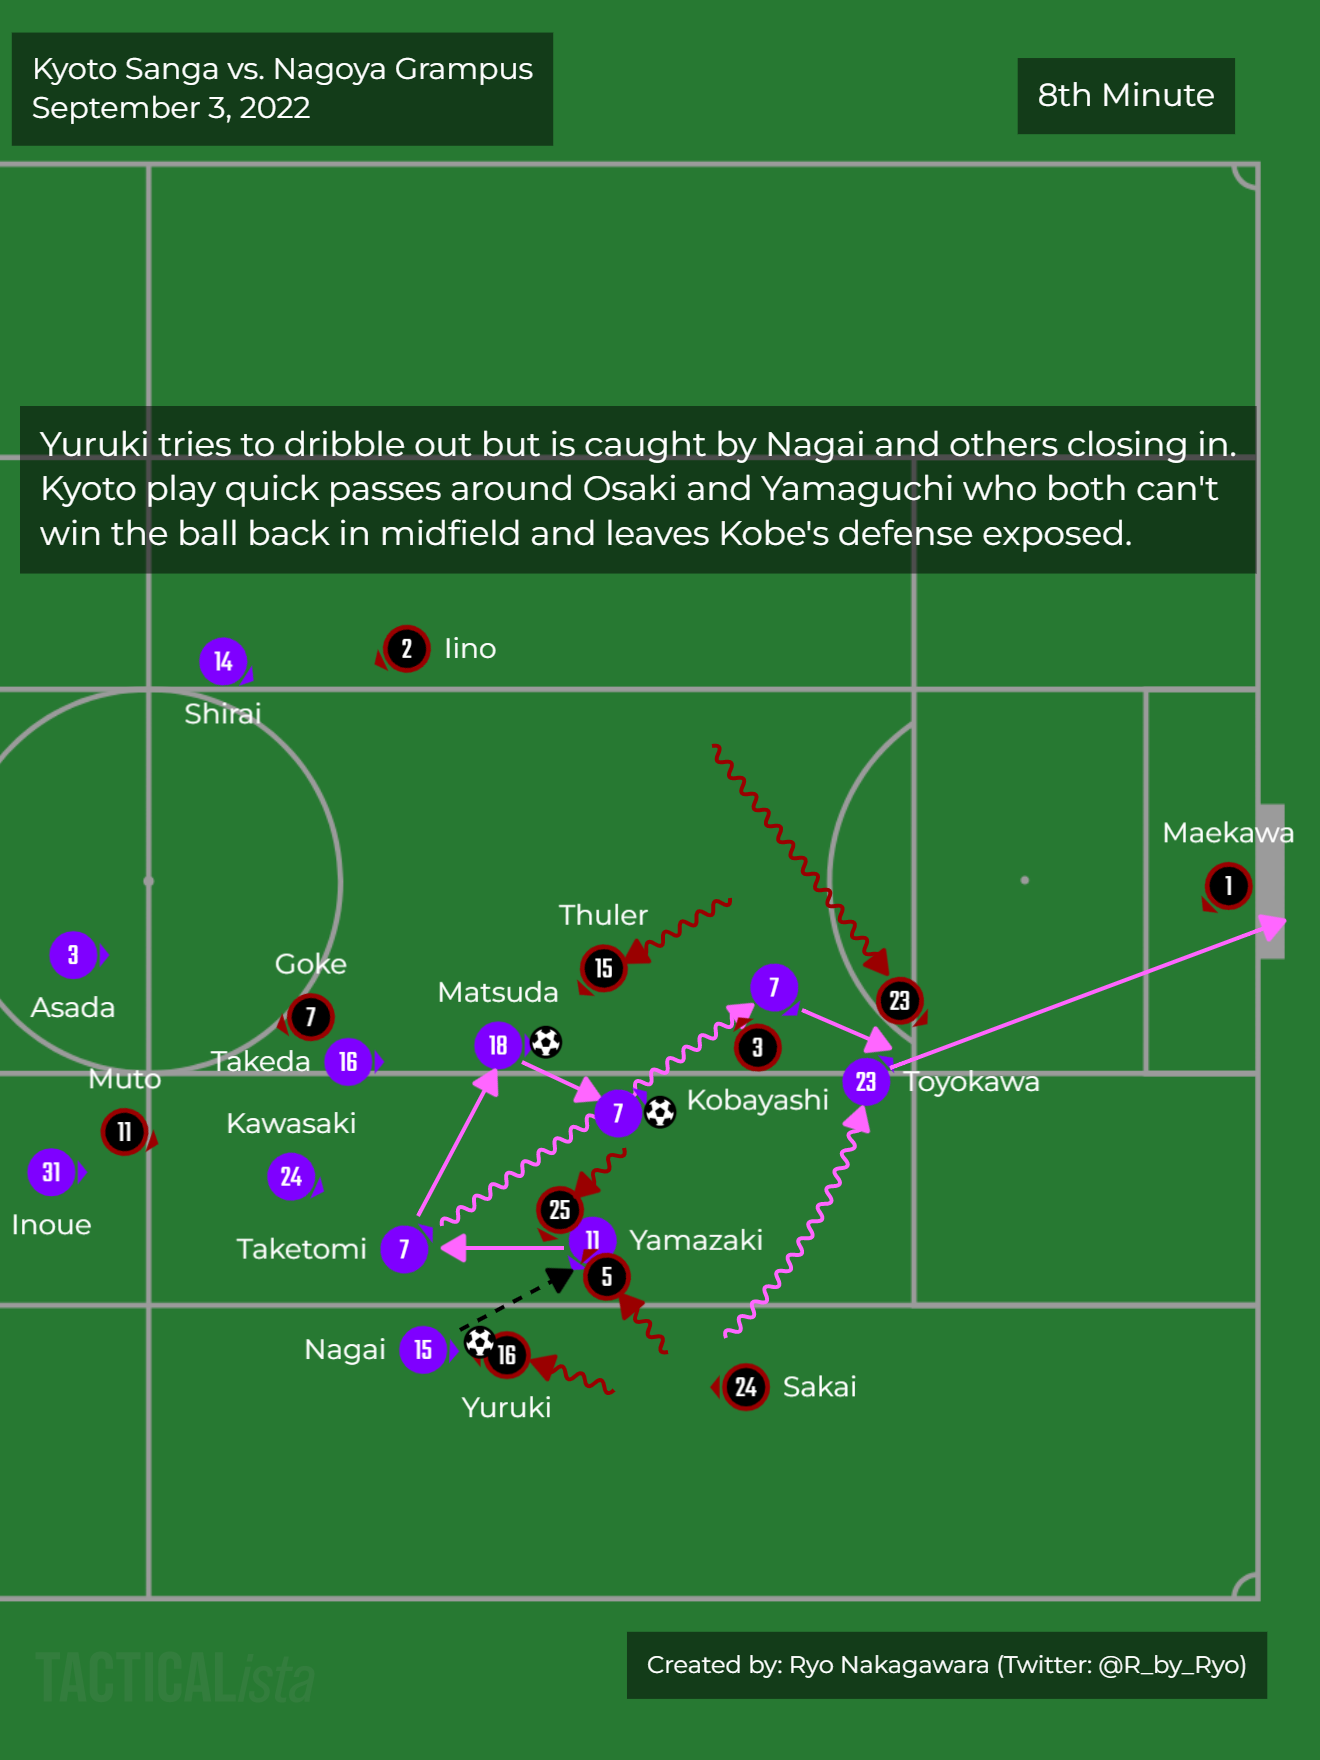 Kyoto Sanga vs. Nagoya Grampus
September 3, 2022
8th Minute
Yuruki tries to dribble out but is caught by Nagai and others closing in.
Kyoto play quick passes around Osaki and Yamaguchi who both can't
win the ball back in midfield and leaves Kobe's defense exposed.
2
Iino
14
Shirai
Maekawa
1
Thuler
15
3
Asada
Goke
7
Matsuda
18
7
23
3
Takeda
16
Muto
11
Kobayashi
23
Toyokawa
7
Kawasaki
24
31
Inoue
25
11
Yamazaki
Taketomi
7
5
Nagai
15
16
Yuruki
24
Sakai
TACTICALista
Created by: Ryo Nakagawara (Twitter: @R_by_Ryo)